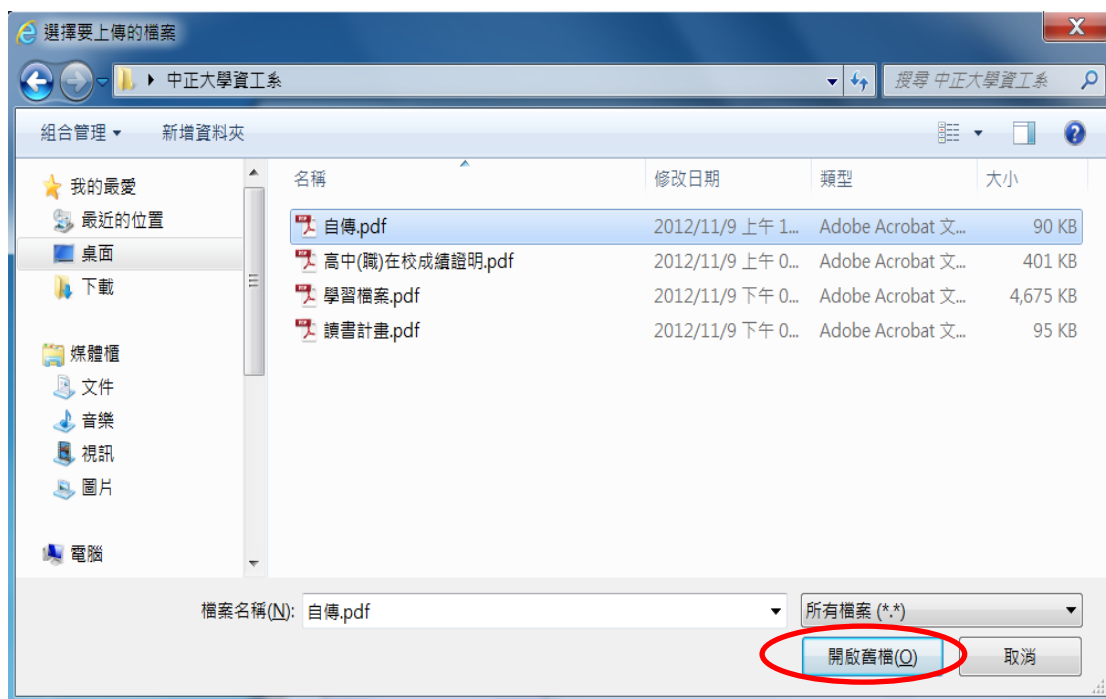 選擇要上傳的檔案
中正大學資工系
搜尋 中正大學資工系
組合管理 新增資料夾
名稱 修改日期 類型 大小
我的最愛
最近的位置
桌面
下載
媒體櫃
文件
音樂
視訊
圖片
電腦
自傳.pdf 2012/11/9 上午 1... Adobe Acrobat 文... 90 KB
高中(職)在校成績證明.pdf 2012/11/9 上午 0... Adobe Acrobat 文... 401 KB
學習檔案.pdf 2012/11/9 下午 0... Adobe Acrobat 文... 4,675 KB
讀書計畫.pdf 2012/11/9 下午 0... Adobe Acrobat 文... 95 KB
檔案名稱(N): 自傳.pdf 所有檔案 (*.*)
開啟舊檔(O) 取消